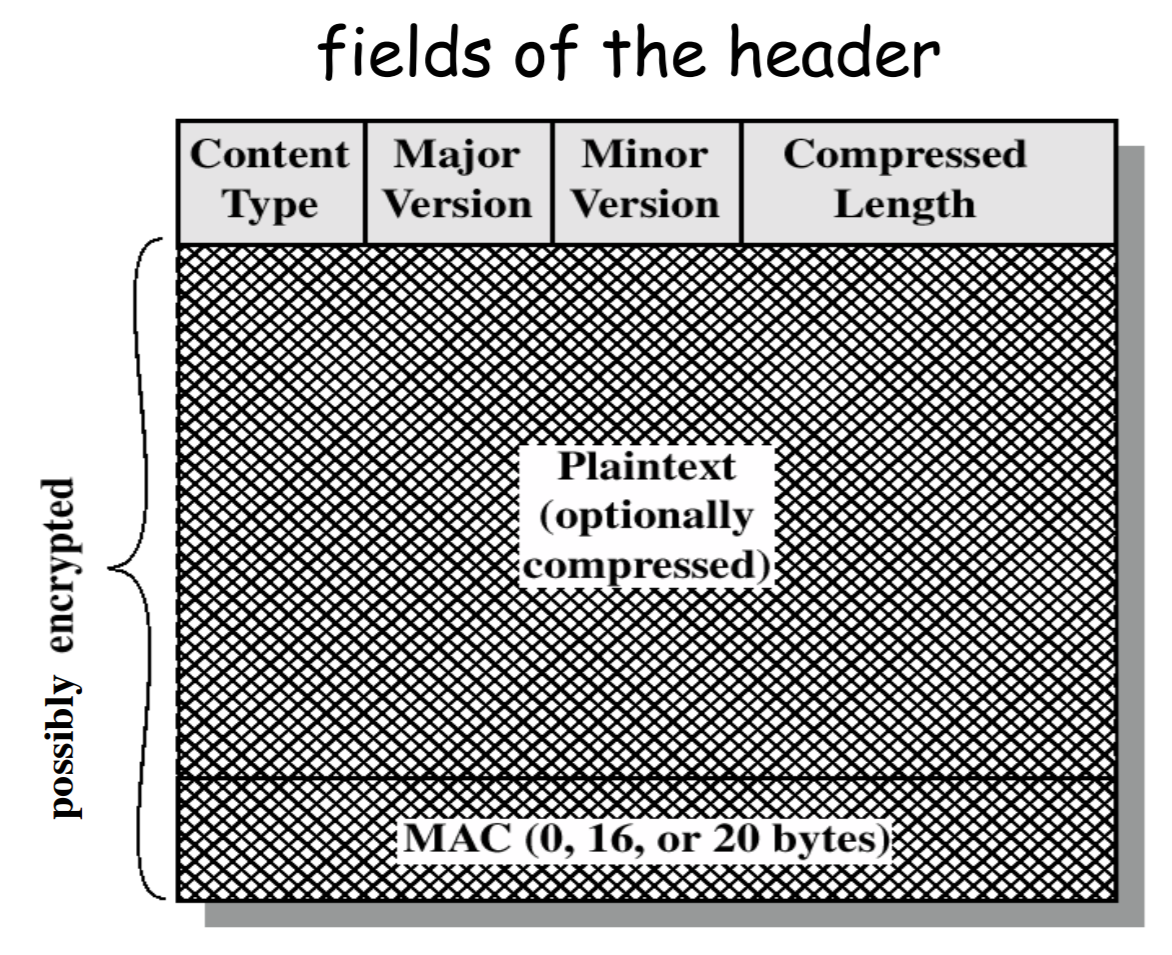 fields of the header
Content
Type
Major
Version
Minor
Version
Compressed
Length
possibly encrypted
Plaintext
(optionally
compressed)
MAC (0, 16, or 20 bytes)